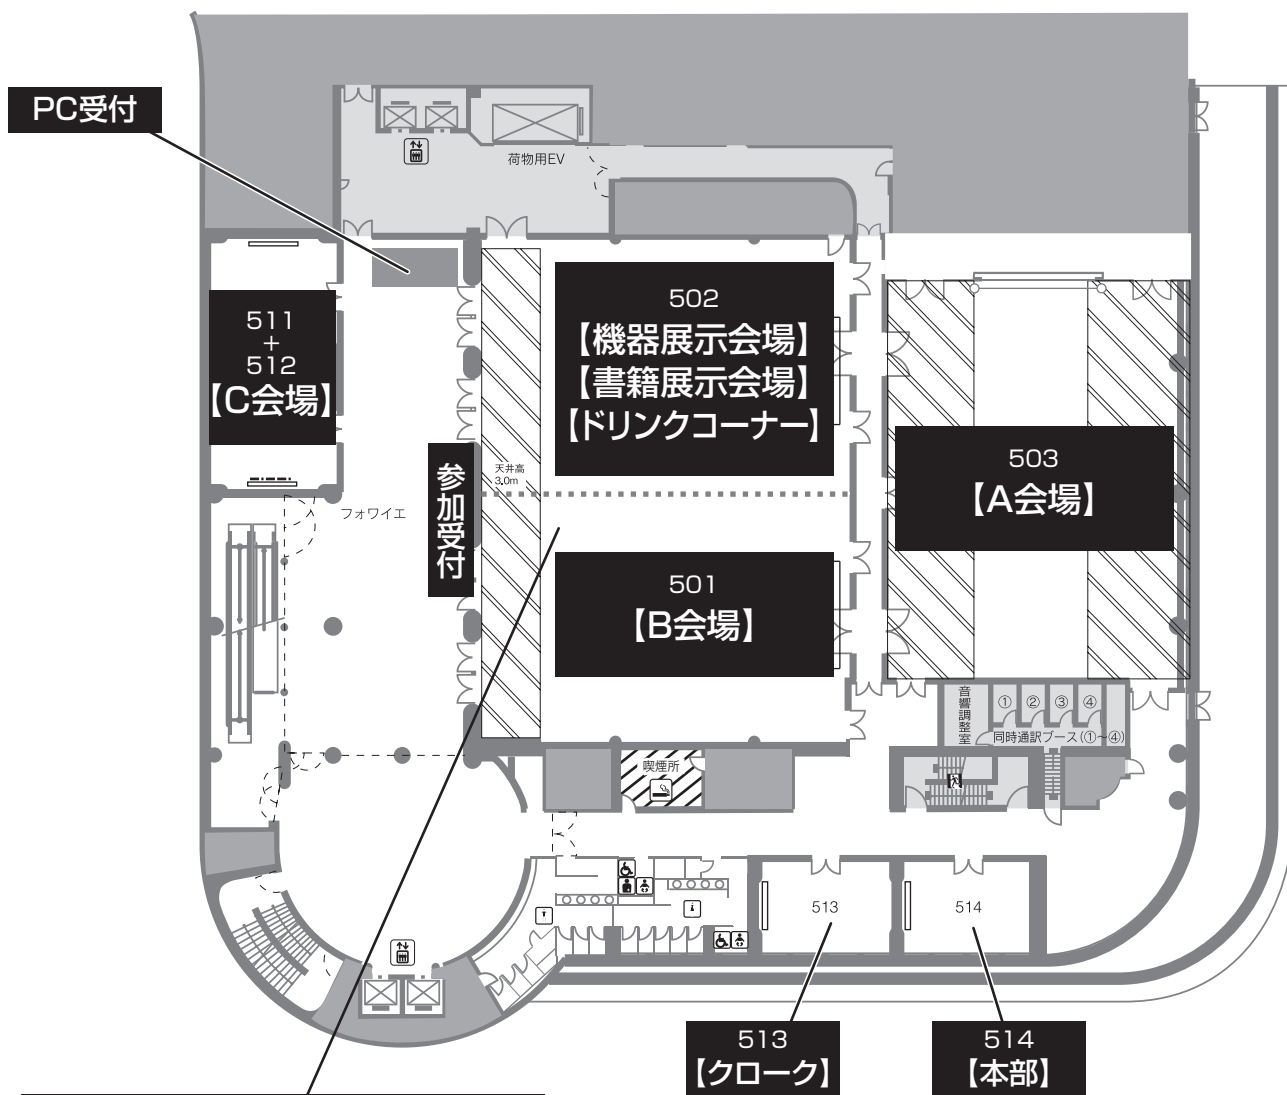 PC受付
荷物用EV
511
+
512
【C会場】
502
【機器展示会場】
【書籍展示会場】
【ドリンクコーナー】
503
【A会場】
天井高
3.0m
参加受付
フォワイエ
501
【B会場】
音響調整室
① ② ③ ④
同時通訳ブース(①~④)
喫煙所
513
514
513
【クローク】
514
【本部】